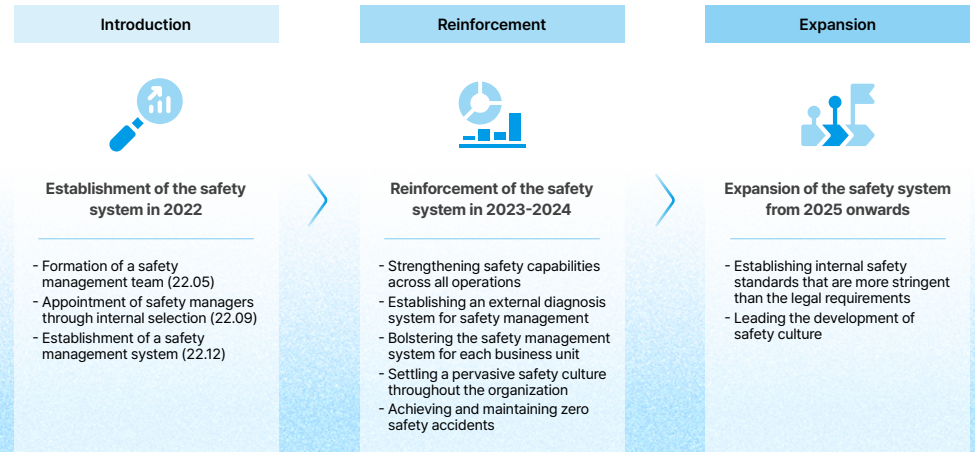 Introduction
Establishment of the safety
system in 2022
- Formation of a safety
management team (22.05)
- Appointment of safety managers
through internal selection (22.09)
- Establishment of a safety
management system (22.12)
Reinforcement
Reinforcement of the safety
system in 2023-2024
- Strengthening safety capabilities
across all operations
- Establishing an external diagnosis
system for safety management
- Bolstering the safety management
system for each business unit
- Settling a pervasive safety culture
throughout the organization
- Achieving and maintaining zero
safety accidents
Expansion
Expansion of the safety system
from 2025 onwards
- Establishing internal safety
standards that are more stringent
than the legal requirements
- Leading the development of
safety culture